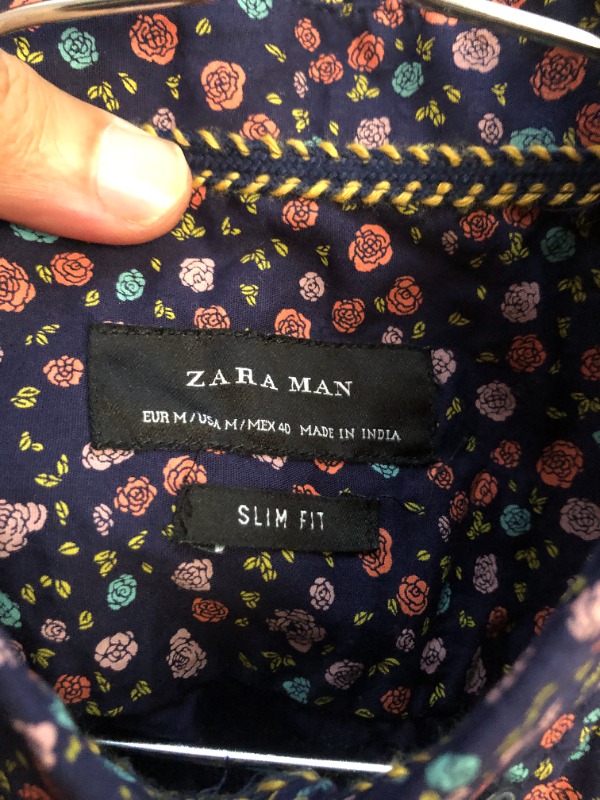 ZARA MAN
EUR M / USA M / MEX 40 MADE IN INDIA
SLIM FIT